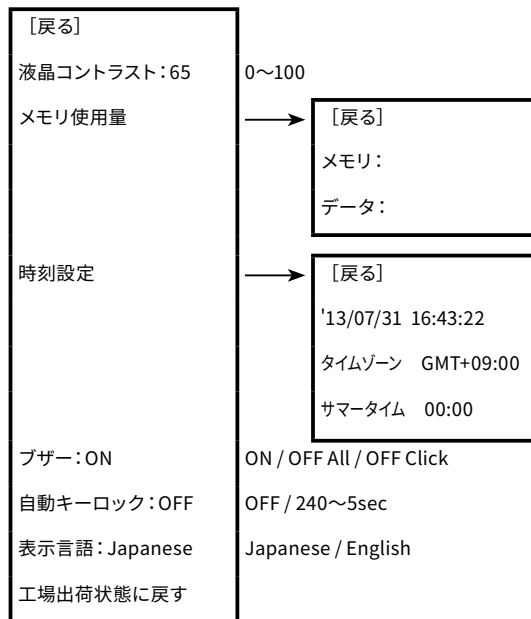 ［戻る］
液晶コントラスト：65　0～100
メモリ使用量
［戻る］
メモリ：
データ：
時刻設定
［戻る］
'13/07/31 16:43:22
タイムゾーン　GMT+09:00
サマータイム　00:00
ブザー：ON　ON / OFF All / OFF Click
自動キーロック：OFF　OFF / 240～5sec
表示言語：Japanese　Japanese / English
工場出荷状態に戻す